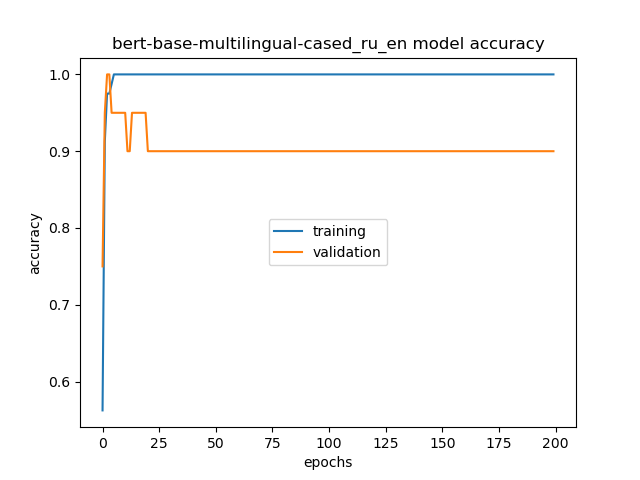 bert-base-multilingual-cased_ru_en model accuracy
1.0
0.9
0.8
0.7
0.6
accuracy
training
validation
0 25 50 75 100 125 150 175 200
epochs